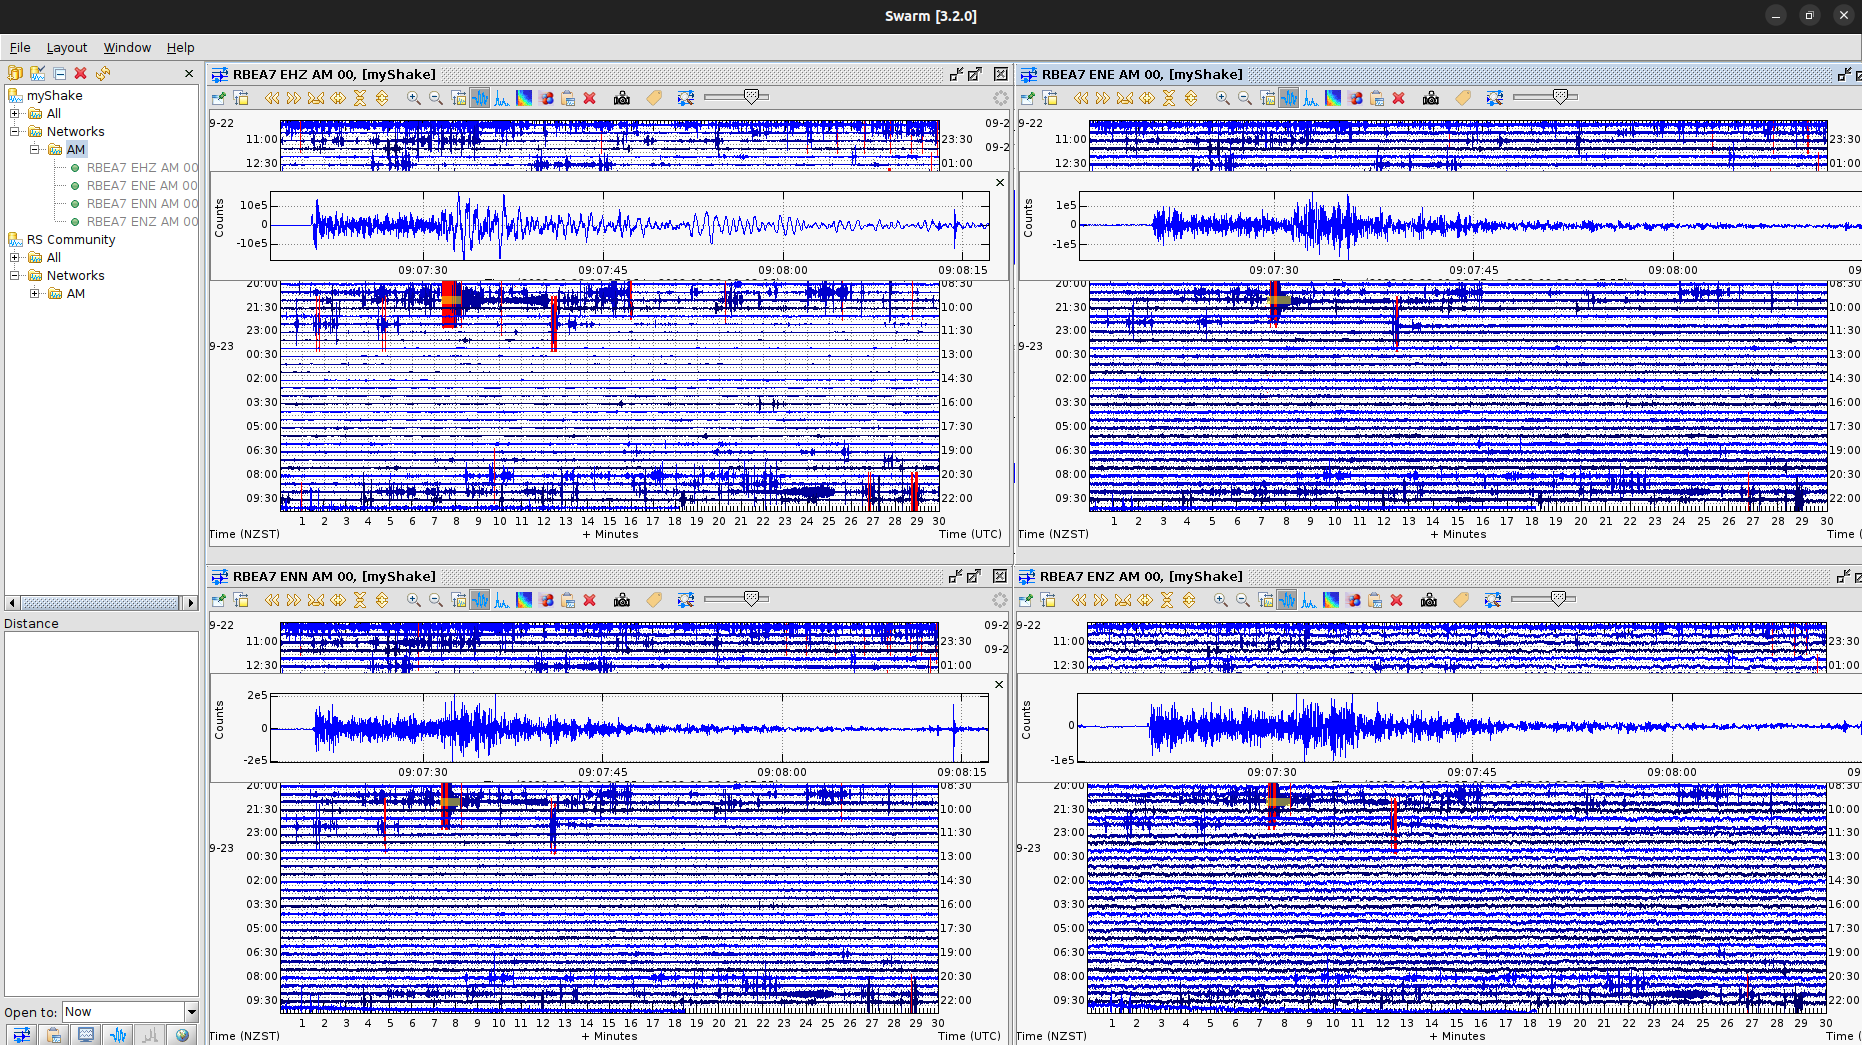 Swarm [3.2.0]
File Layout Window Help
myShake
All
Networks
AM
RBEA7 EHZ AM 00
RBEA7 ENE AM 00
RBEA7 ENN AM 00
RBEA7 ENZ AM 00
RS Community
All
Networks
AM
Distance
Open to: Now
RBEA7 EHZ AM 00, [myShake]
9-22 09-2
11:00 23:30
09-2
12:30 01:00
Counts
10e5
0
-10e5
09:07:30 09:07:45 09:08:00 09:08:15
20:00 08:30
21:30 10:00
23:00 11:30
9-23
00:30 13:00
02:00 14:30
03:30 16:00
05:00 17:30
06:30 19:00
08:00 20:30
09:30 22:00
1 2 3 4 5 6 7 8 9 10 11 12 13 14 15 16 17 18 19 20 21 22 23 24 25 26 27 28 29 30
Time (NZST) + Minutes Time (UTC)
RBEA7 ENE AM 00, [myShake]
9-22
11:00 23:30
12:30 01:00
Counts
1e5
0
-1e5
09:07:30 09:07:45 09:08:00 09
20:00 08:30
21:30 10:00
23:00 11:30
9-23
00:30 13:00
02:00 14:30
03:30 16:00
05:00 17:30
06:30 19:00
08:00 20:30
09:30 22:00
1 2 3 4 5 6 7 8 9 10 11 12 13 14 15 16 17 18 19 20 21 22 23 24 25 26 27 28 29 30
Time (NZST) + Minutes Time (
RBEA7 ENN AM 00, [myShake]
9-22 09-2
11:00 23:30
09-2
12:30 01:00
Counts
2e5
0
-2e5
09:07:30 09:07:45 09:08:00 09:08:15
20:00 08:30
21:30 10:00
23:00 11:30
9-23
00:30 13:00
02:00 14:30
03:30 16:00
05:00 17:30
06:30 19:00
08:00 20:30
09:30 22:00
1 2 3 4 5 6 7 8 9 10 11 12 13 14 15 16 17 18 19 20 21 22 23 24 25 26 27 28 29 30
Time (NZST) + Minutes Time (UTC)
RBEA7 ENZ AM 00, [myShake]
9-22
11:00 23:30
12:30 01:00
Counts
0
-1e5
09:07:30 09:07:45 09:08:00 09
20:00 08:30
21:30 10:00
23:00 11:30
9-23
00:30 13:00
02:00 14:30
03:30 16:00
05:00 17:30
06:30 19:00
08:00 20:30
09:30 22:00
1 2 3 4 5 6 7 8 9 10 11 12 13 14 15 16 17 18 19 20 21 22 23 24 25 26 27 28 29 30
Time (NZST) + Minutes Time (